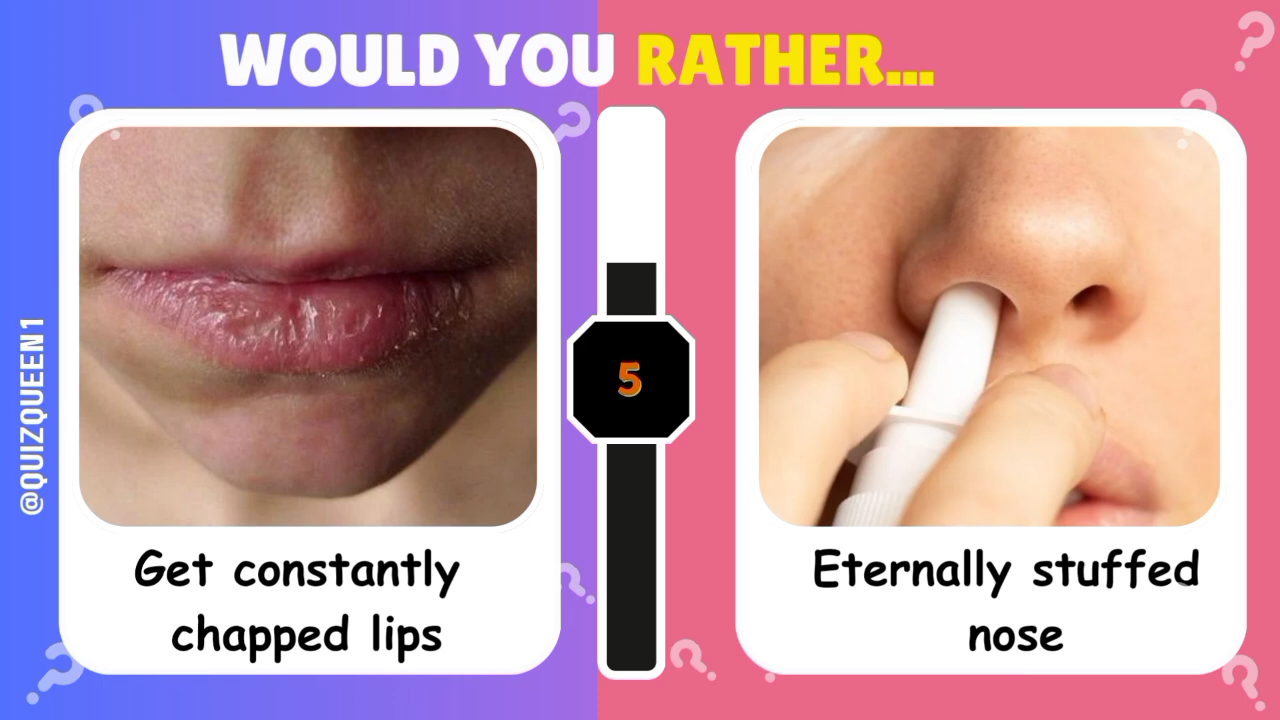 WOULD YOU RATHER...
@QUIZQUEEN1
5
Get constantly
chapped lips
Eternally stuffed
nose